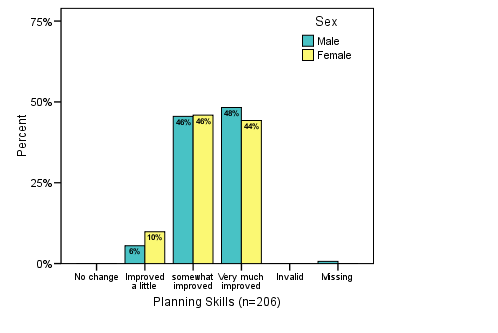 Sex
Male
Female
75%
50%
25%
0%
Percent
6%
10%
46%
46%
48%
44%
No change
Improved a little
somewhat improved
Very much improved
Invalid
Missing
Planning Skills (n=206)